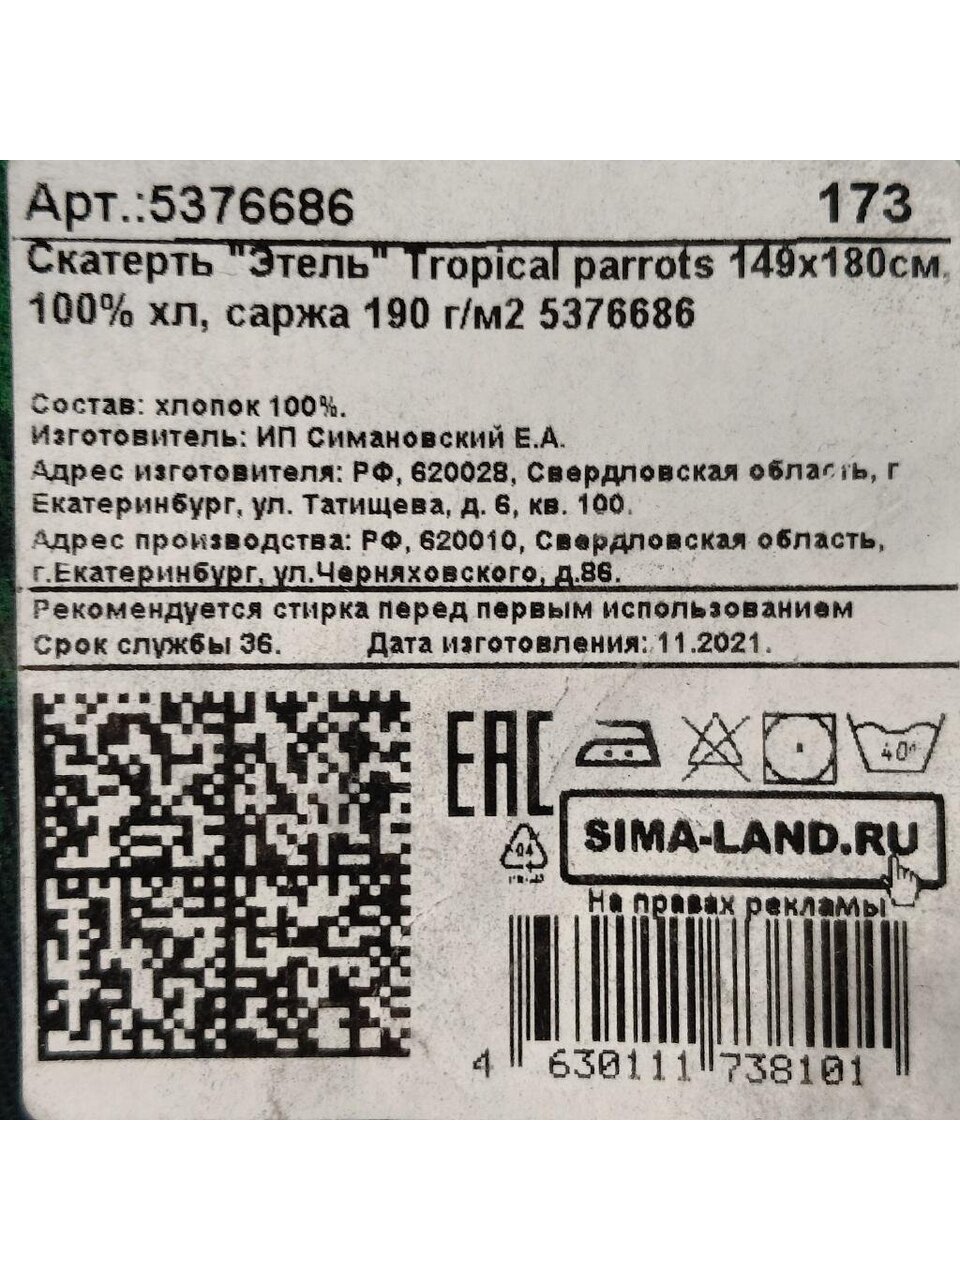 Арт.:5376686 173
Скатерть "Этель" Tropical parrots 149х180см,
100% хл, саржа 190 г/м2 5376686
Состав: хлопок 100%.
Изготовитель: ИП Симановский Е.А.
Адрес изготовителя: РФ, 620028, Свердловская область, г
Екатеринбург, ул. Татищева, д. 6, кв. 100.
Адрес производства: РФ, 620010, Свердловская область,
г.Екатеринбург, ул.Черняховского, д.86.
Рекомендуется стирка перед первым использованием
Срок службы 36. Дата изготовления: 11.2021.
EAC
40°
04
SIMA-LAND.RU
На правах рекламы
4 630111 738101